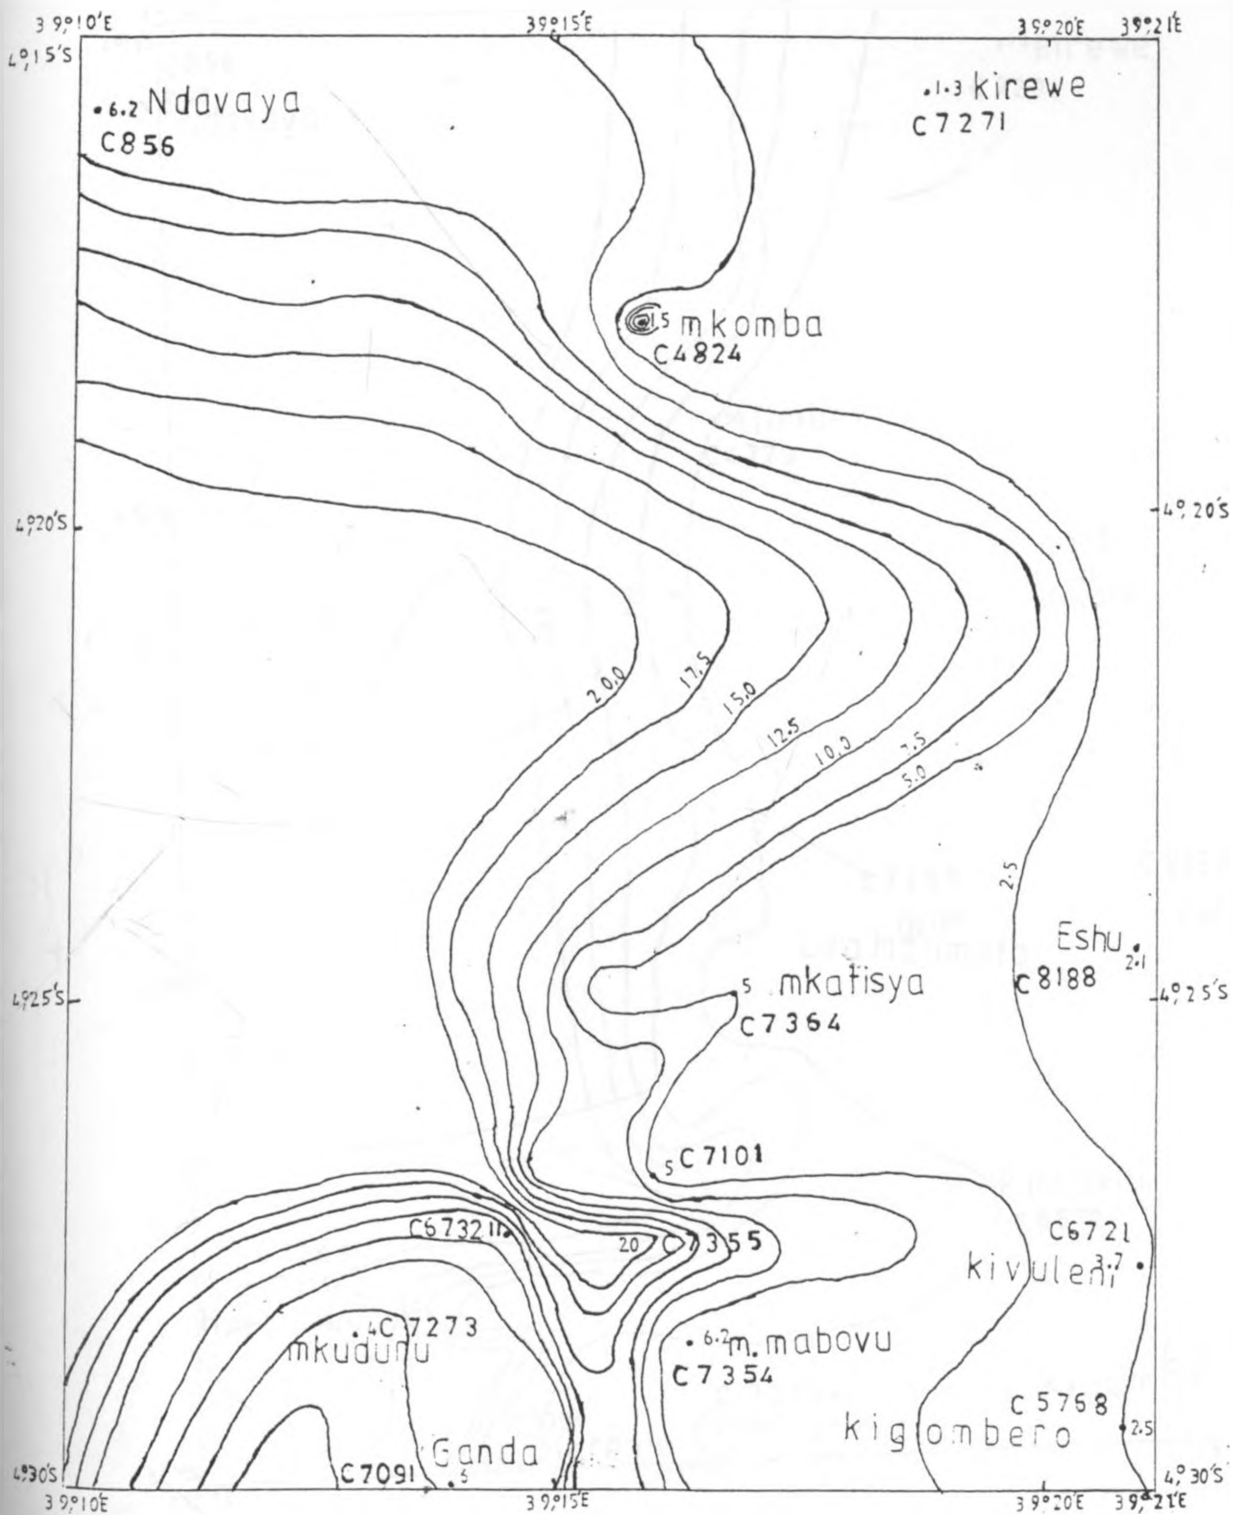 39°10'E 39°15'E 39°20'E 39°21'E
4°15'S
.6.2 Ndavaya
C856
.1.3 kirewe
C7271
1.5 mkomba
C4824
4°20'S 4°20'S
20.0 17.5 15.0 12.5 10.0 7.5 5.0
2.5
Eshu 2.1
C8188
4°25'S 4°25'S
5 mkatisya
C7364
5 C7101
C6732 11
20 C7355
C6721
kivuleni 3.7
.4 C7273
mkuduru
.6.2 m.mabovu
C7354
C5768
kigombero 2.5
Ganda
C7091 .5
4°30'S 4°30'S
39°10'E 39°15'E 39°20'E 39°21'E